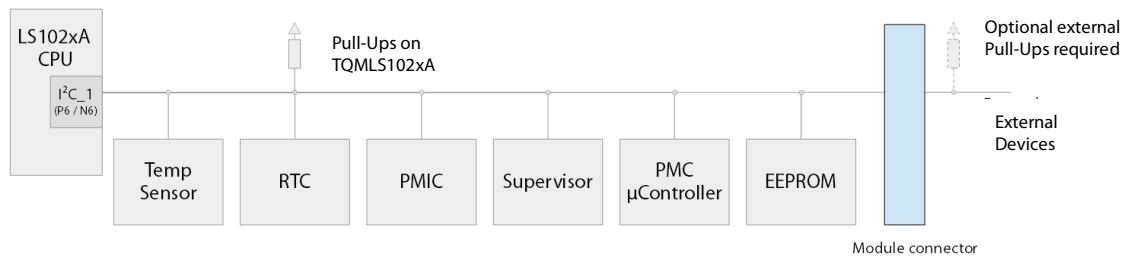 LS102xA
CPU
I²C_1
(P6 / N6)
Pull-Ups on
TQMLS102xA
Optional external
Pull-Ups required
External
Devices
Temp
Sensor
RTC
PMIC
Supervisor
PMC
µController
EEPROM
Module connector